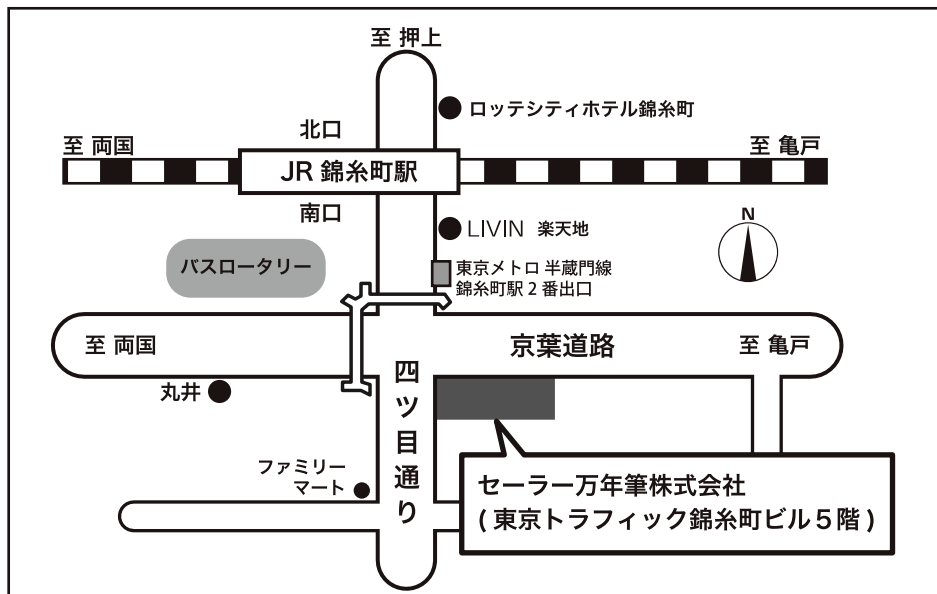 至 押上
ロッテシティホテル錦糸町
北口
至 両国
至 亀戸
JR 錦糸町駅
南口
LIVIN 楽天地
N
バスロータリー
東京メトロ 半蔵門線
錦糸町駅 2 番出口
至 両国
京葉道路
至 亀戸
丸井
四ツ目通り
ファミリー
マート
セーラー万年筆株式会社
( 東京トラフィック錦糸町ビル５階 )